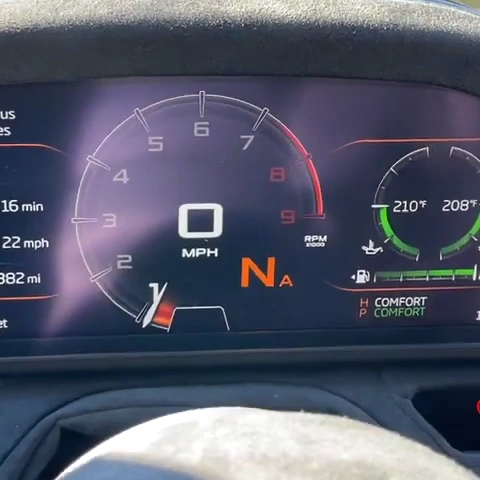 us
es
16 min
22 mph
382 mi
et
1
2
3
4
5
6
7
8
9
0
MPH
RPM
X1000
N A
210°F
208°F
H COMFORT
P COMFORT
1